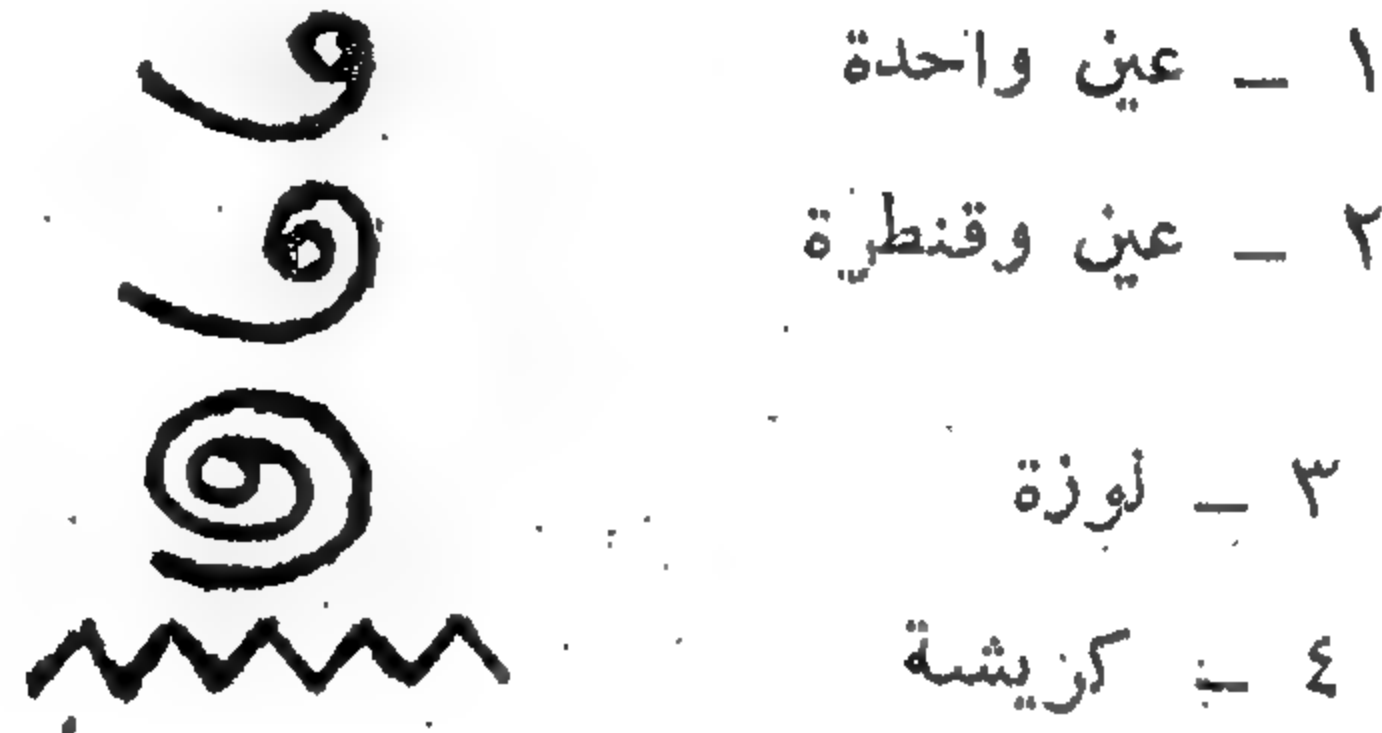 ١ - عين واحدة
٢ - عين وقنطرة
٣ - لوزة
٤ - كزيشة